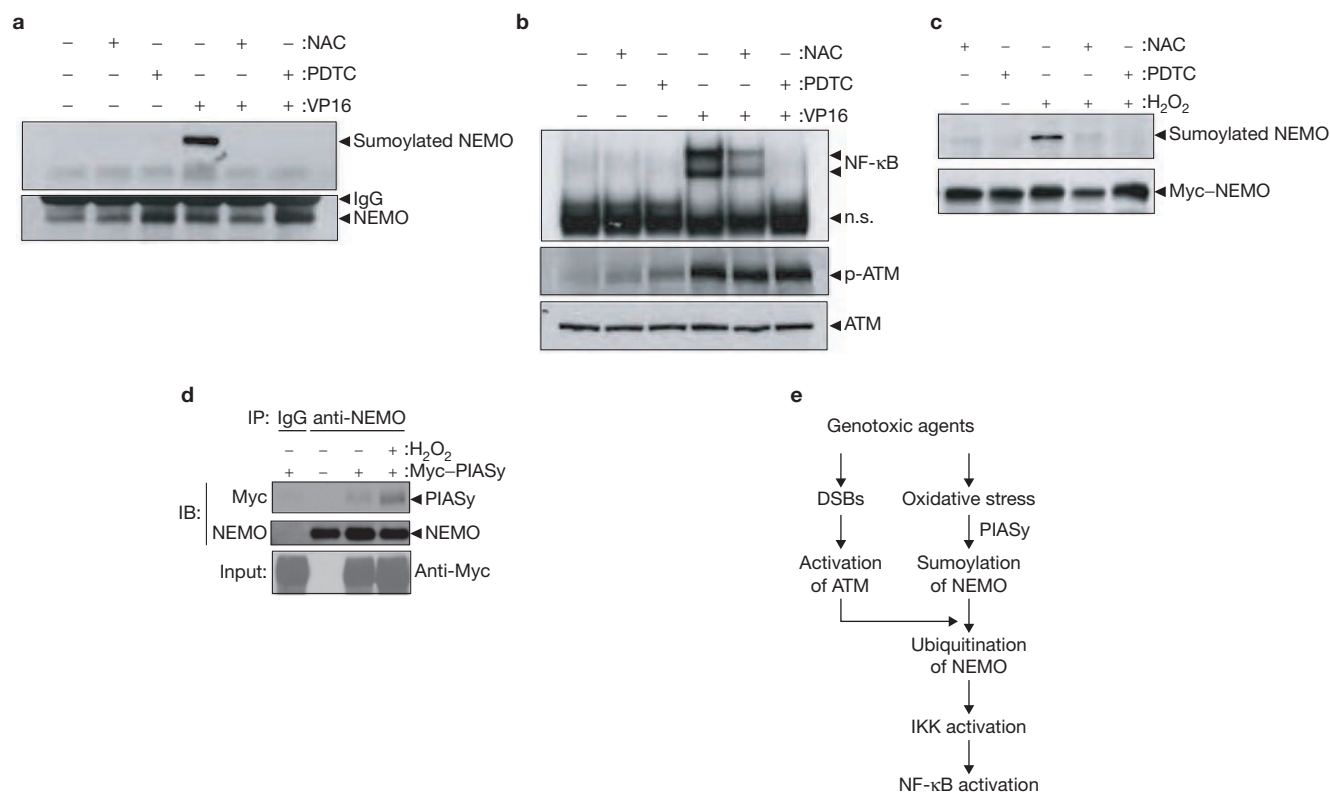 a
– + – – + – :NAC
– – + – – + :PDTC
– – – + + + :VP16
Sumoylated NEMO
IgG
NEMO
b
– + – – + – :NAC
– – + – – + :PDTC
– – – + + + :VP16
NF-κB
n.s.
p-ATM
ATM
c
+ – – + – :NAC
– + – – + :PDTC
– – + + + :H2O2
Sumoylated NEMO
Myc–NEMO
d
IP: IgG anti-NEMO
– – – + :H2O2
+ – + + :Myc–PIASy
IB: Myc PIASy
NEMO NEMO
Input: Anti-Myc
e
Genotoxic agents
DSBs Oxidative stress
PIASy
Activation Sumoylation
of ATM of NEMO
Ubiquitination
of NEMO
IKK activation
NF-κB activation